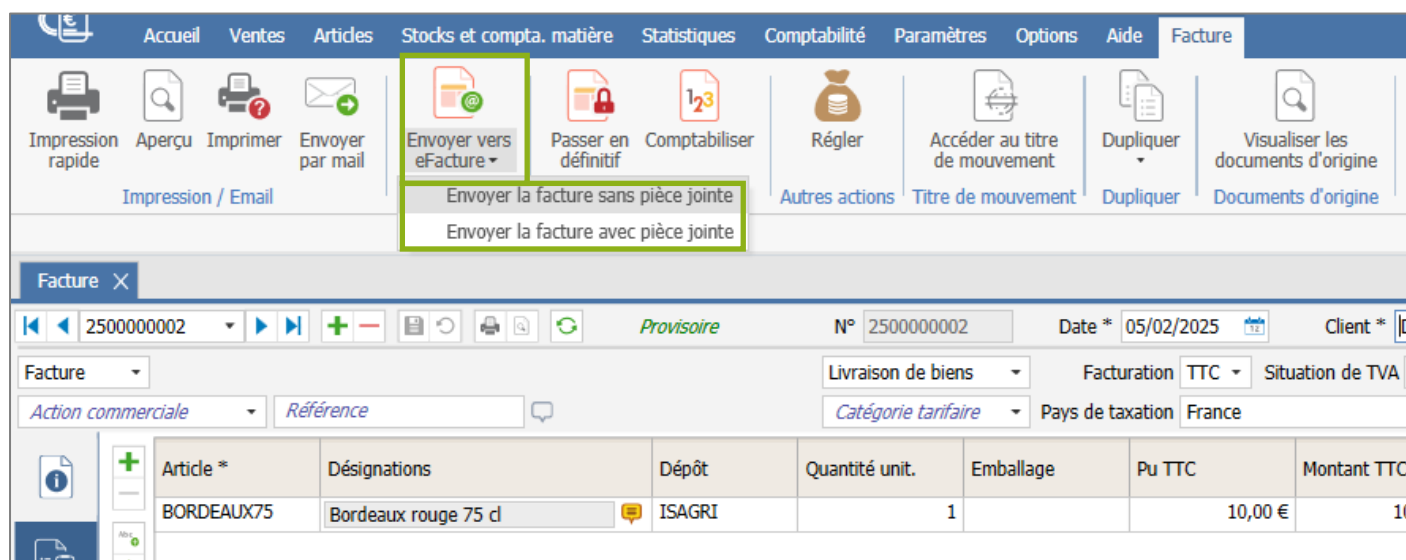 Accueil Ventes Articles Stocks et compta. matière Statistiques Comptabilité Paramètres Options Aide Facture
Impression rapide
Aperçu
Imprimer
Envoyer par mail
Envoyer vers eFacture
Passer en définitif
Comptabiliser
Régler
Accéder au titre de mouvement
Dupliquer
Visualiser les documents d'origine
Impression / Email
Autres actions
Titre de mouvement
Dupliquer
Documents d'origine
Envoyer la facture sans pièce jointe
Envoyer la facture avec pièce jointe
Facture
2500000002 Provisoire N° 2500000002 Date * 05/02/2025 Client *
Facture Livraison de biens Facturation TTC Situation de TVA
Action commerciale Référence Catégorie tarifaire Pays de taxation France
Article * Désignations Dépôt Quantité unit. Emballage Pu TTC Montant TTC
BORDEAUX75 Bordeaux rouge 75 cl ISAGRI 1 10,00 €